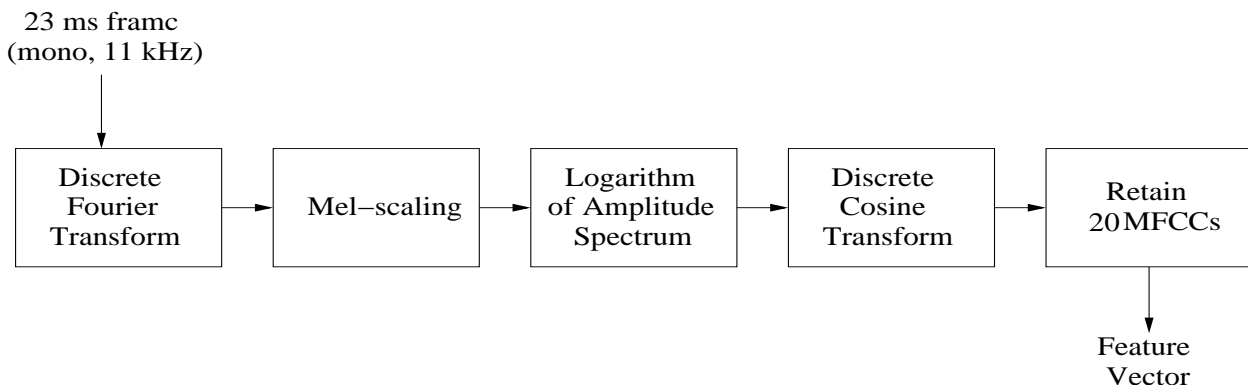 23 ms framc
(mono, 11 kHz)
Discrete
Fourier
Transform
Mel−scaling
Logarithm
of Amplitude
Spectrum
Discrete
Cosine
Transform
Retain
20 MFCCs
Feature
Vector